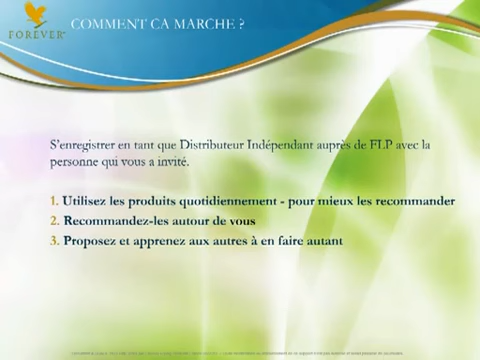 FOREVER
COMMENT CA MARCHE ?
S'enregistrer en tant que Distributeur Indépendant auprès de FLP avec la
personne qui vous a invité.
1. Utilisez les produits quotidiennement - pour mieux les recommander
2. Recommandez-les autour de vous
3. Proposez et apprenez aux autres à en faire autant